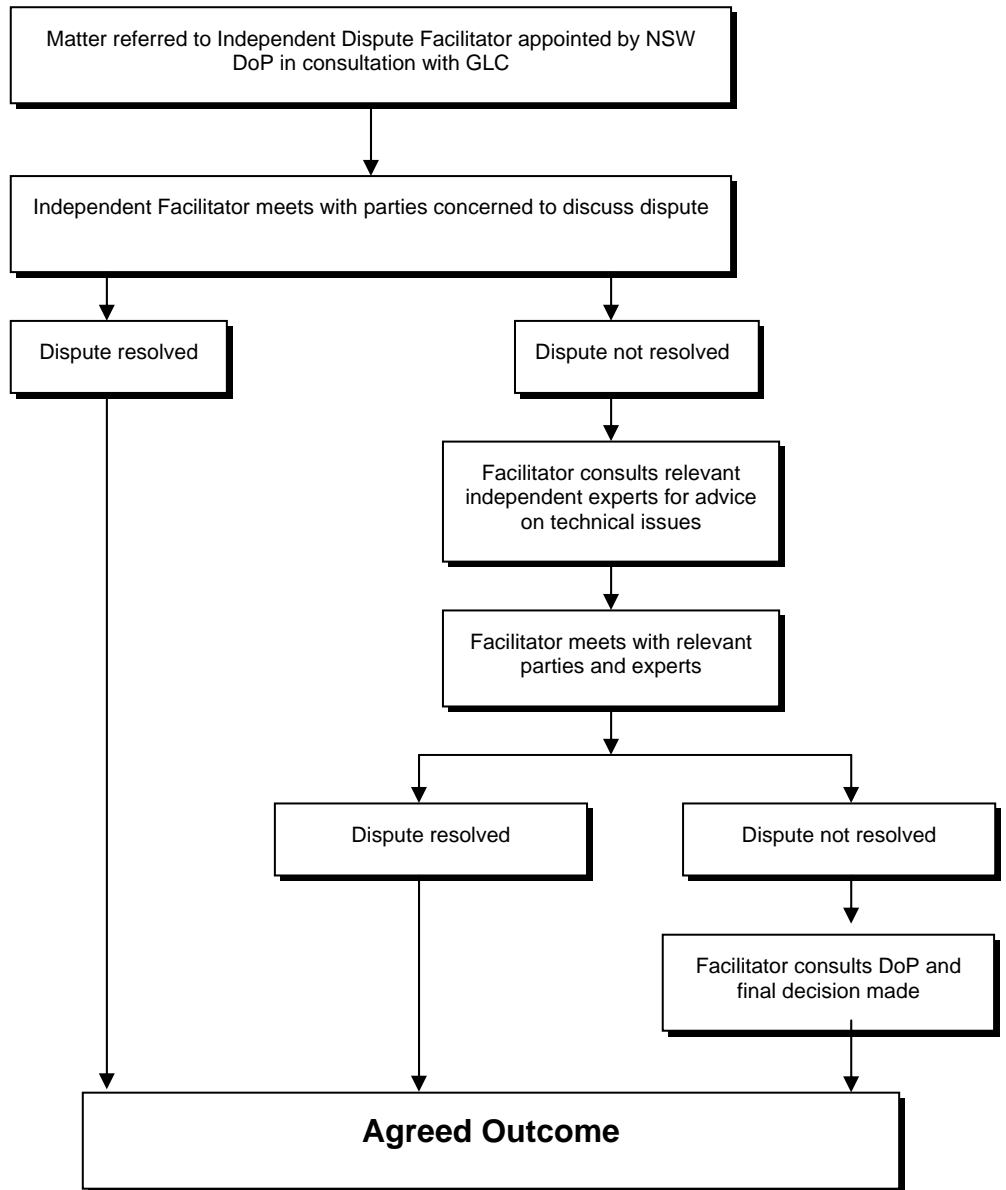 Matter referred to Independent Dispute Facilitator appointed by NSW
DoP in consultation with GLC
Independent Facilitator meets with parties concerned to discuss dispute
Dispute resolved
Dispute not resolved
Facilitator consults relevant
independent experts for advice
on technical issues
Facilitator meets with relevant
parties and experts
Dispute resolved
Dispute not resolved
Facilitator consults DoP and
final decision made
Agreed Outcome